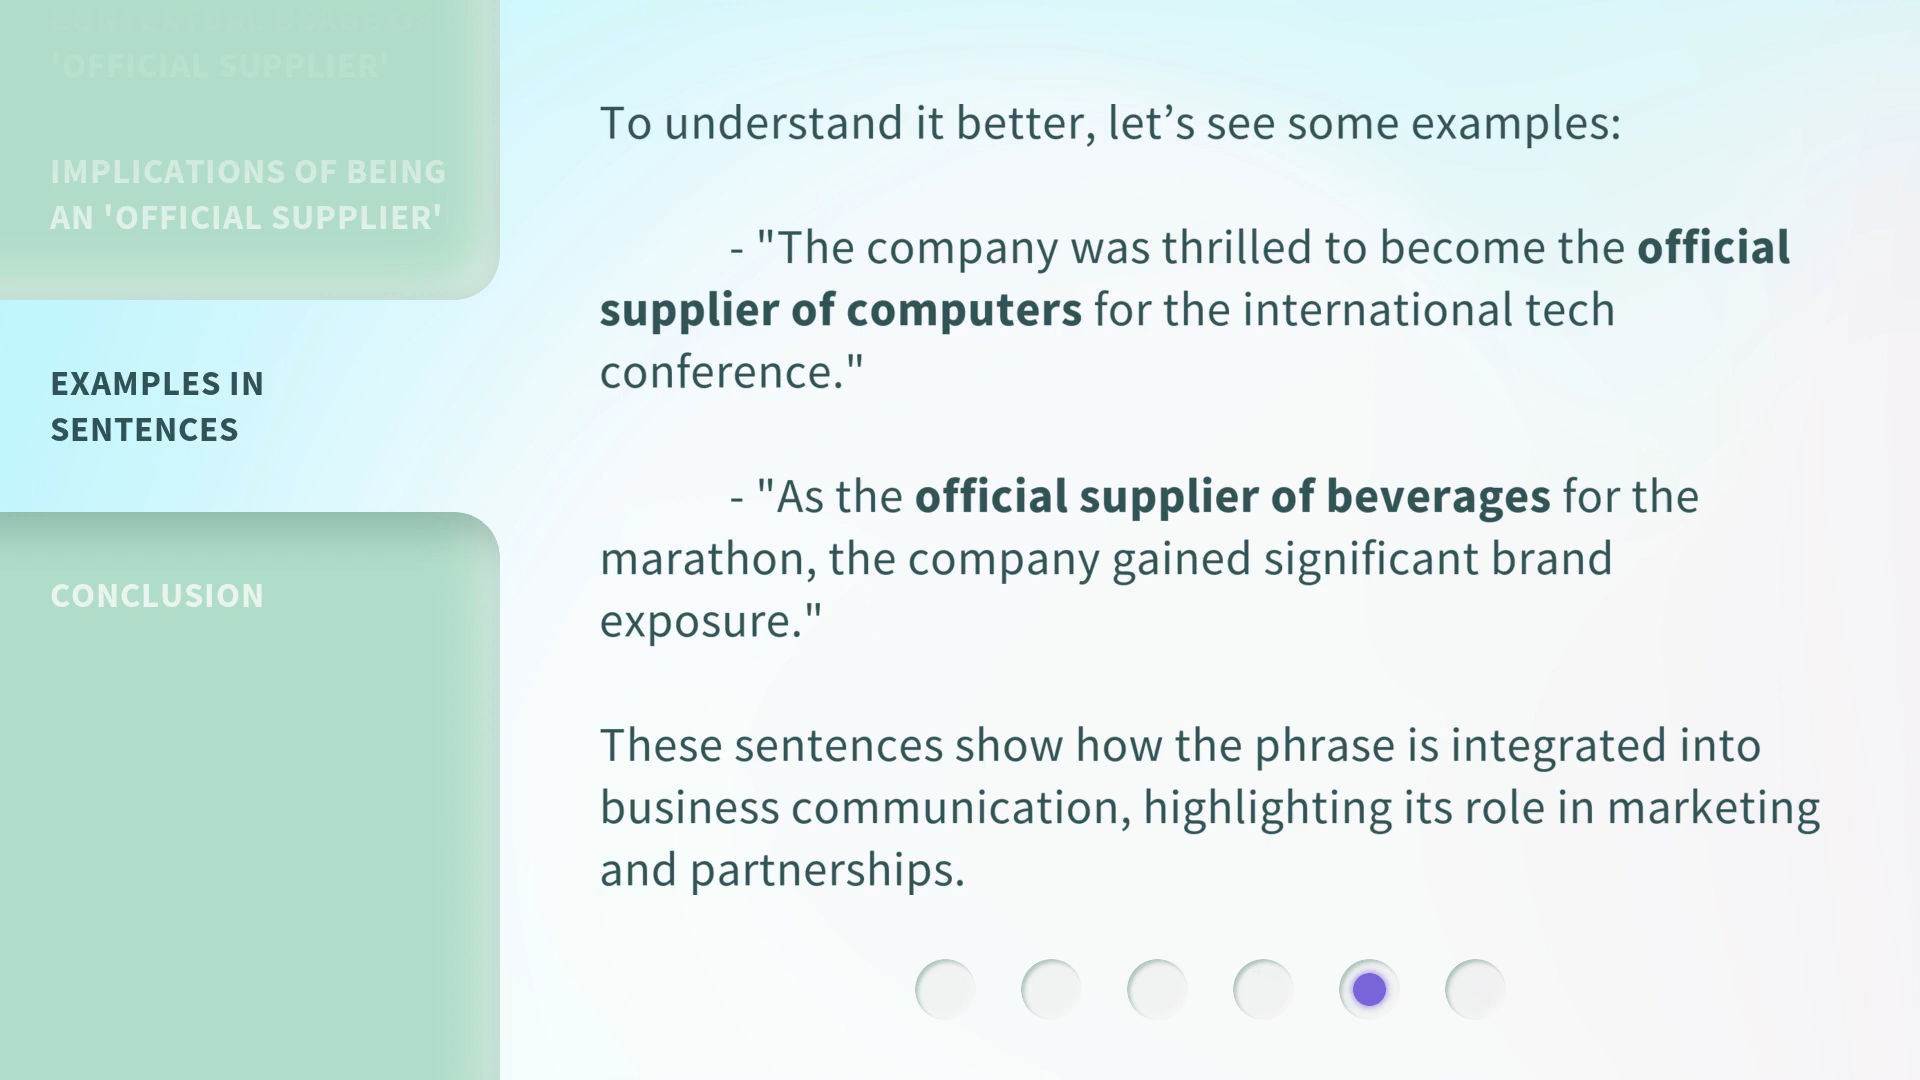 CONTEXTUAL USAGE OF
'OFFICIAL SUPPLIER'
IMPLICATIONS OF BEING
AN 'OFFICIAL SUPPLIER'
EXAMPLES IN
SENTENCES
CONCLUSION
To understand it better, let’s see some examples:
- "The company was thrilled to become the official
supplier of computers for the international tech
conference."
- "As the official supplier of beverages for the
marathon, the company gained significant brand
exposure."
These sentences show how the phrase is integrated into
business communication, highlighting its role in marketing
and partnerships.